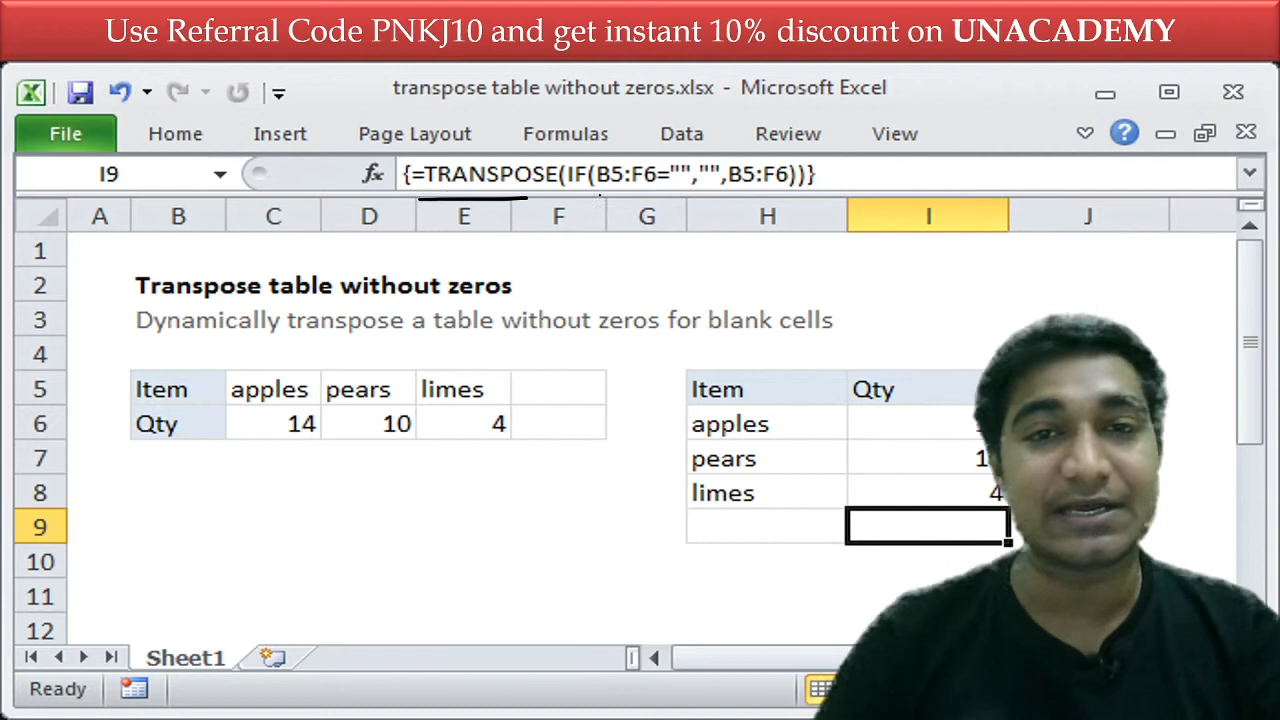 Use Referral Code PNKJ10 and get instant 10% discount on UNACADEMY
transpose table without zeros.xlsx - Microsoft Excel
File Home Insert Page Layout Formulas Data Review View
I9 fx {=TRANSPOSE(IF(B5:F6="","",B5:F6))}
A B C D E F G H I J
1
2 Transpose table without zeros
3 Dynamically transpose a table without zeros for blank cells
4
5 Item apples pears limes Item Qty
6 Qty 14 10 4 apples
7 pears
8 limes 4
9
10
11
12
Sheet1
Ready